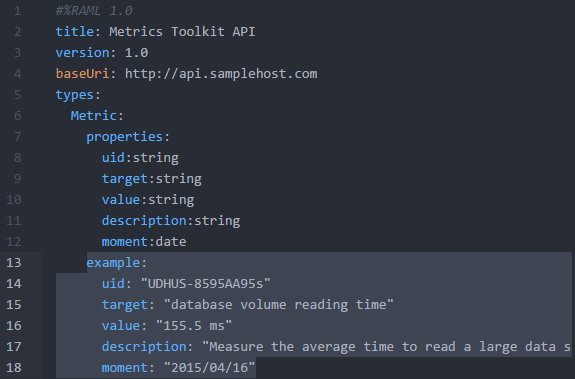 1 #%RAML 1.0
2 title: Metrics Toolkit API
3 version: 1.0
4 baseUri: http://api.samplehost.com
5 types:
6 Metric:
7 properties:
8 uid:string
9 target:string
10 value:string
11 description:string
12 moment:date
13 example:
14 uid: "UDHUS-8595AA95s"
15 target: "database volume reading time"
16 value: "155.5 ms"
17 description: "Measure the average time to read a large data s
18 moment: "2015/04/16"